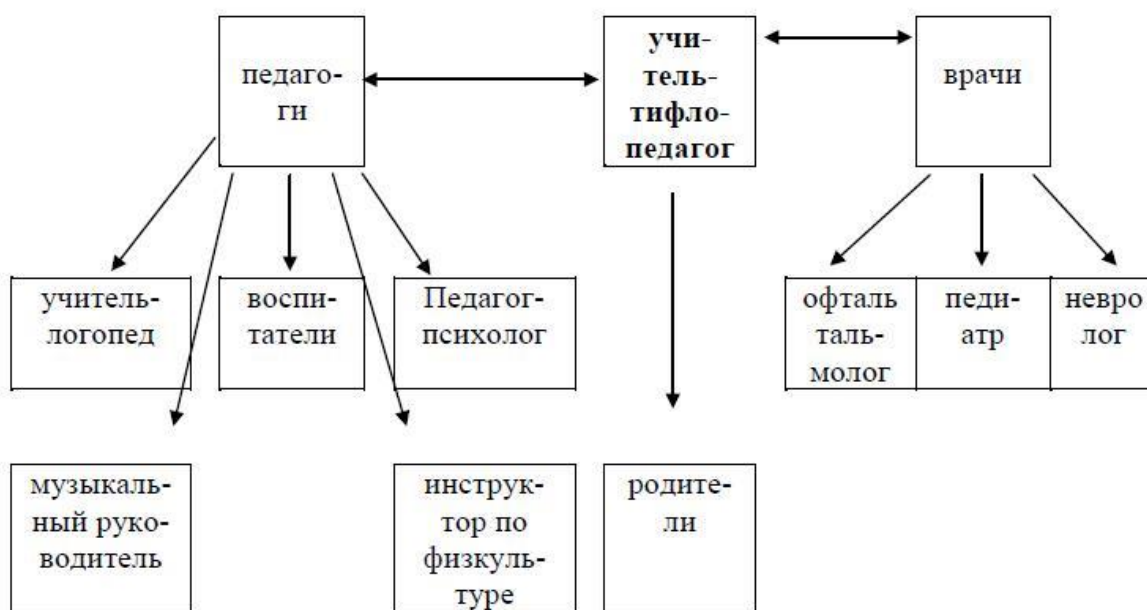 педаго-
ги
учи-
тель-
тифло-
педагог
врачи
учитель-
логопед
воспи-
татели
Педагог-
психолог
офталь
таль-
молог
педи-
атр
невро
лог
музыкаль-
ный руко-
водитель
инструк-
тор по
физкуль-
туре
родите-
ли